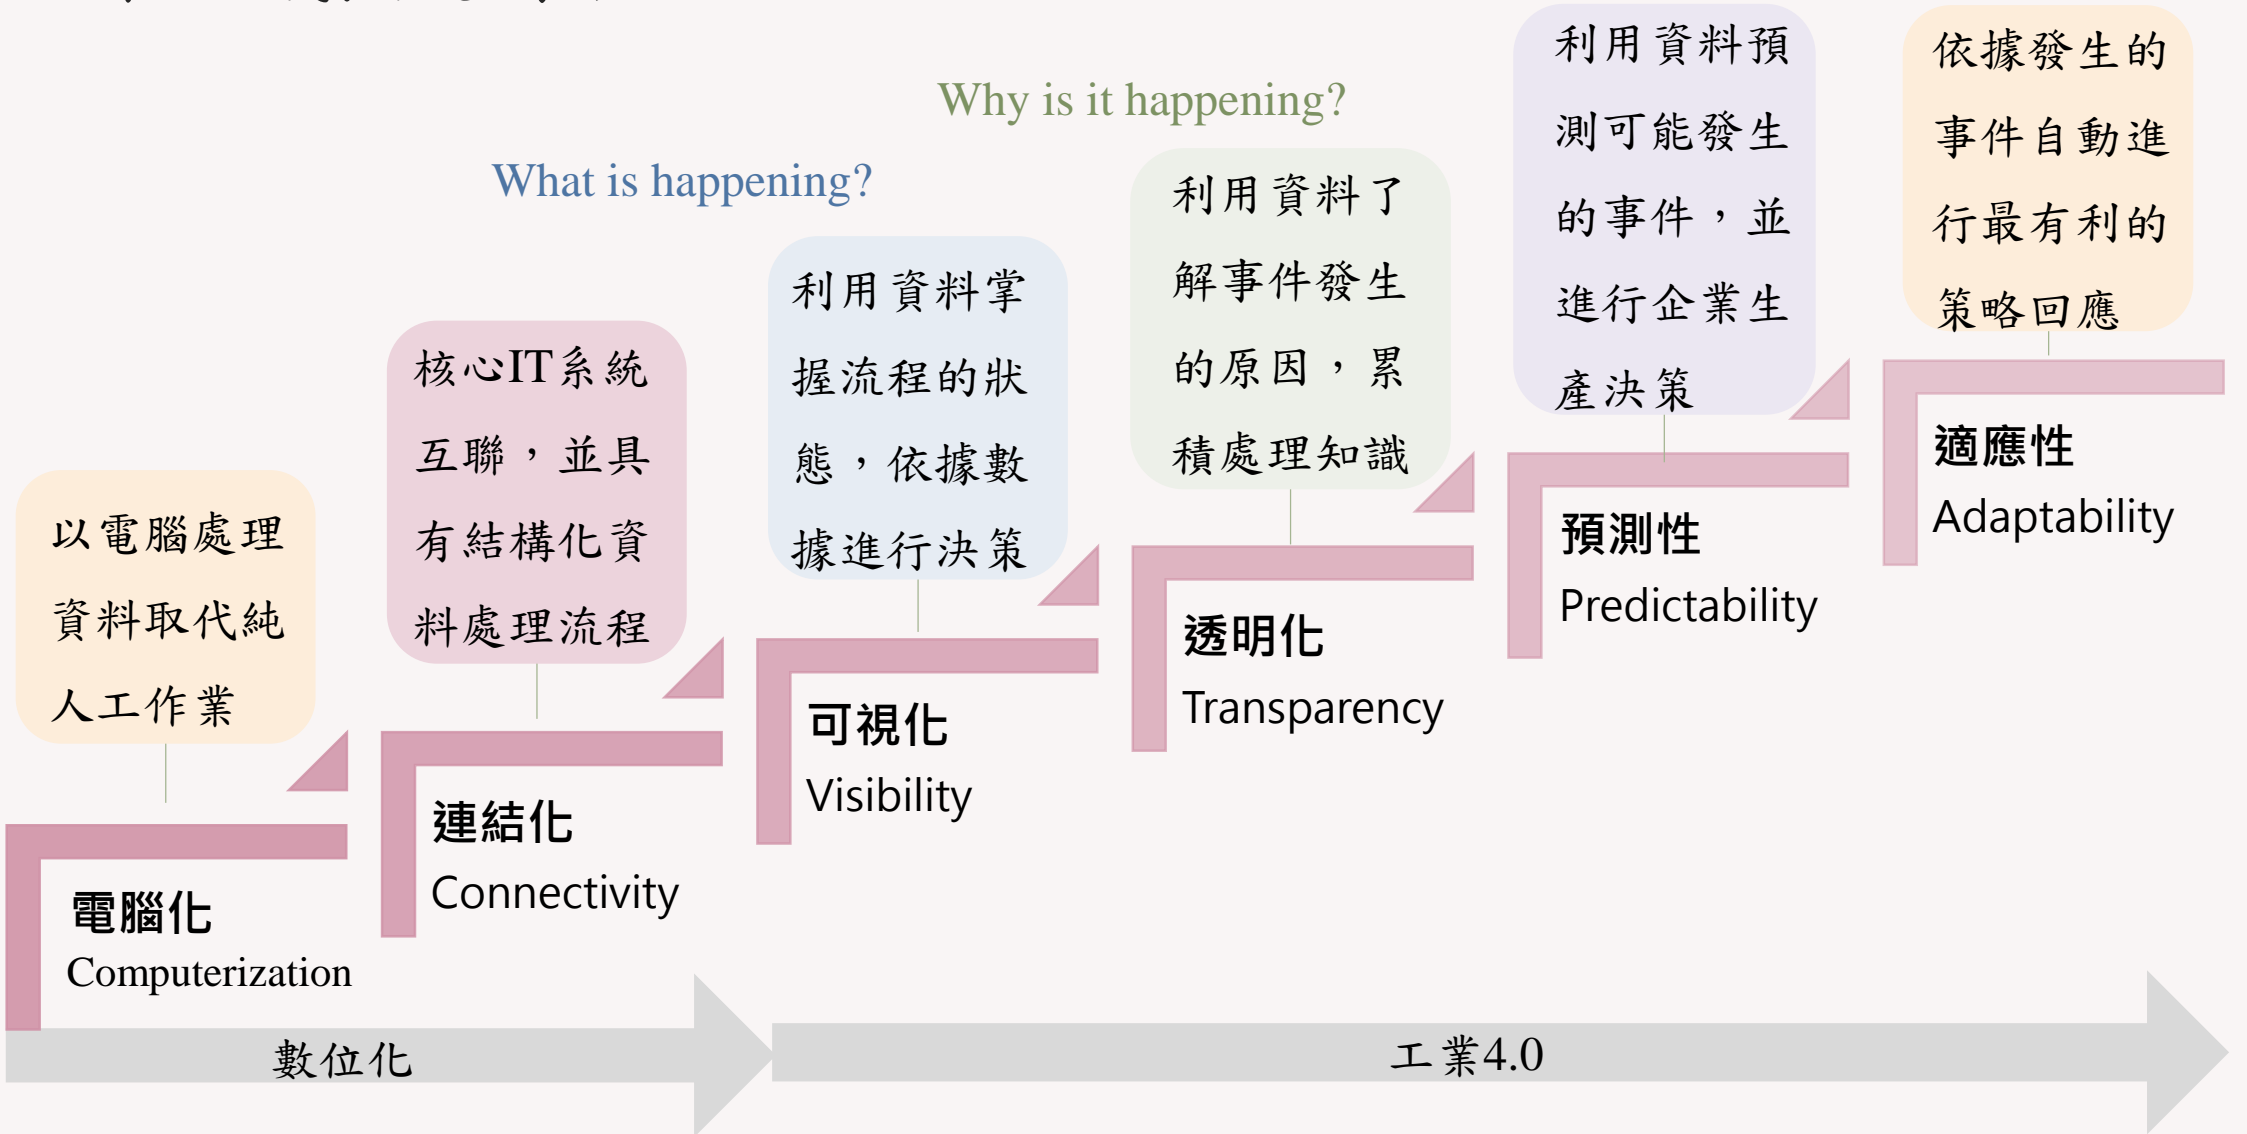 What is happening?
Why is it happening?
以電腦處理
資料取代純
人工作業
電腦化
Computerization
核心IT系統
互聯，並具
有結構化資
料處理流程
連結化
Connectivity
利用資料掌
握流程的狀
態，依據數
據進行決策
可視化
Visibility
利用資料了
解事件發生
的原因，累
積處理知識
透明化
Transparency
利用資料預
測可能發生
的事件，並
進行企業生
產決策
預測性
Predictability
依據發生的
事件自動進
行最有利的
策略回應
適應性
Adaptability
數位化
工業4.0